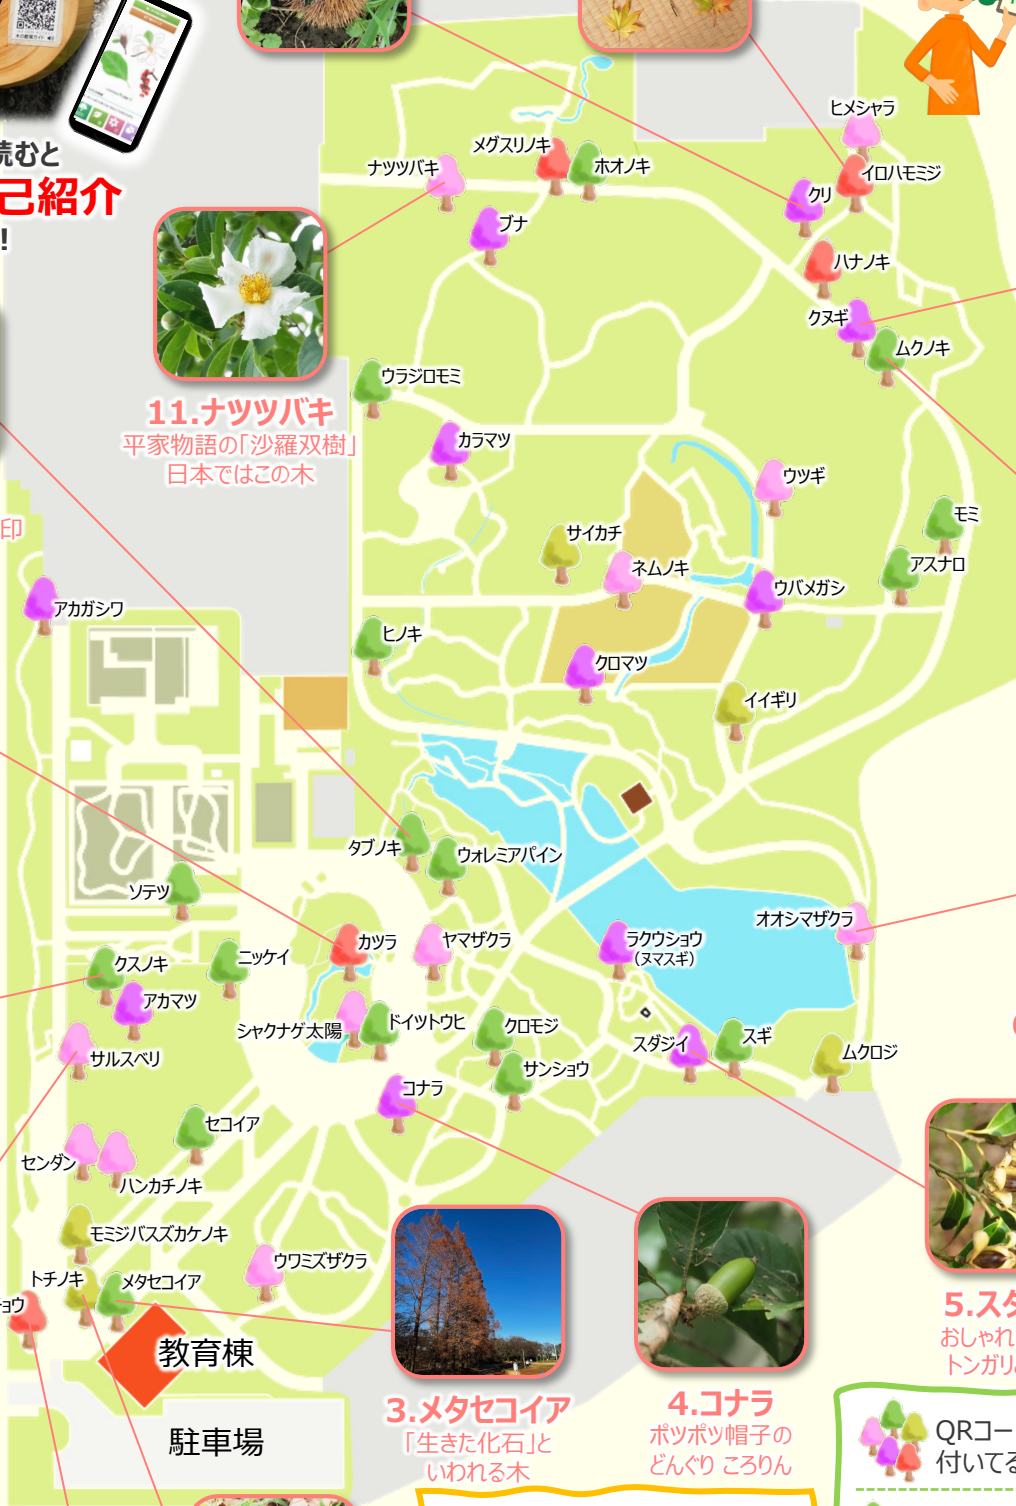 読むと
己紹介
!
ヒメシャラ
メグスリノキ
ナツツバキ
ホオノキ
イロハモミジ
クリ
ブナ
ハナノキ
クヌギ
ムクノキ
ウラジロモミ
11.ナツツバキ
平家物語の「沙羅双樹」
日本ではこの木
カラマツ
ウツギ
印
サイカチ
モミ
ネムノキ
アスナロ
ウバメガシ
アカガシワ
ヒノキ
クロマツ
イイギリ
タブノキ
ウォレミアパイン
ソテツ
オオシマザクラ
カツラ
ヤマザクラ
ラクウショウ
(ヌマスギ)
クスノキ
ニッケイ
アカマツ
シャクナゲ太陽
ドイツトウヒ
クロモジ
スダジイ
スギ
ムクロジ
サルスベリ
サンショウ
コナラ
セコイア
センダン
ハンカチノキ
モミジバスズカケノキ
ウワミズザクラ
トチノキ
メタセコイア
ョウ
教育棟
駐車場
3.メタセコイア
「生きた化石」と
いわれる木
4.コナラ
ポツポツ帽子の
どんぐり ころりん
5.スダ
おしゃれ
トンガリ
QRコー
付いてる